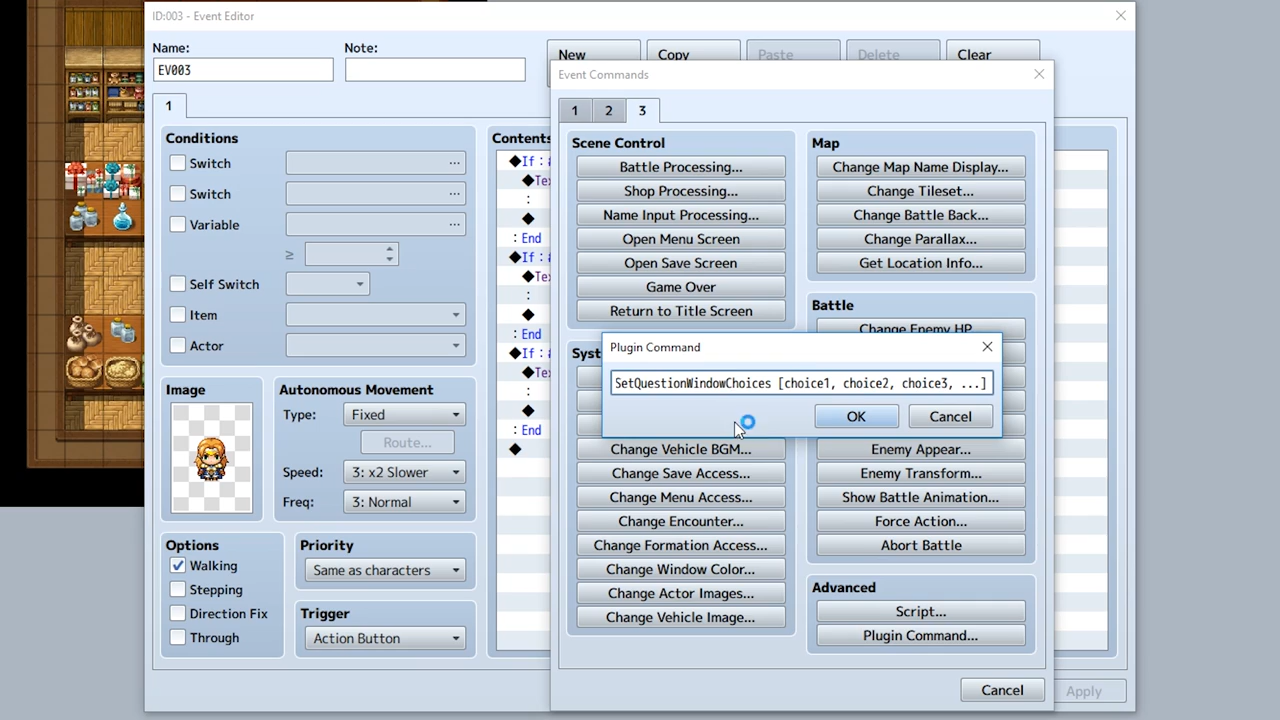 ID:003 - Event Editor
Name:
Note:
EV003
New
Copy
Paste
Delete
Clear
1
Conditions
Switch
...
Switch
...
Variable
...
≥
Self Switch
Item
Actor
Image
Autonomous Movement
Type:
Fixed
Route...
Speed:
3: x2 Slower
Freq:
3: Normal
Options
Walking
Stepping
Direction Fix
Through
Priority
Same as characters
Trigger
Action Button
Contents
◆If :
◆Te
:
◆
: End
◆If :
◆Te
:
◆
: End
◆If :
◆Te
:
◆
: End
◆
Event Commands
1
2
3
Scene Control
Battle Processing...
Shop Processing...
Name Input Processing...
Open Menu Screen
Open Save Screen
Game Over
Return to Title Screen
Syst
Change Vehicle BGM...
Change Save Access...
Change Menu Access...
Change Encounter...
Change Formation Access...
Change Window Color...
Change Actor Images...
Change Vehicle Image...
Map
Change Map Name Display...
Change Tileset...
Change Battle Back...
Change Parallax...
Get Location Info...
Battle
Change Enemy HP
Enemy Appear...
Enemy Transform...
Show Battle Animation...
Force Action...
Abort Battle
Advanced
Script...
Plugin Command...
Plugin Command
SetQuestionWindowChoices [choice1, choice2, choice3, ...]
OK
Cancel
Cancel
Apply